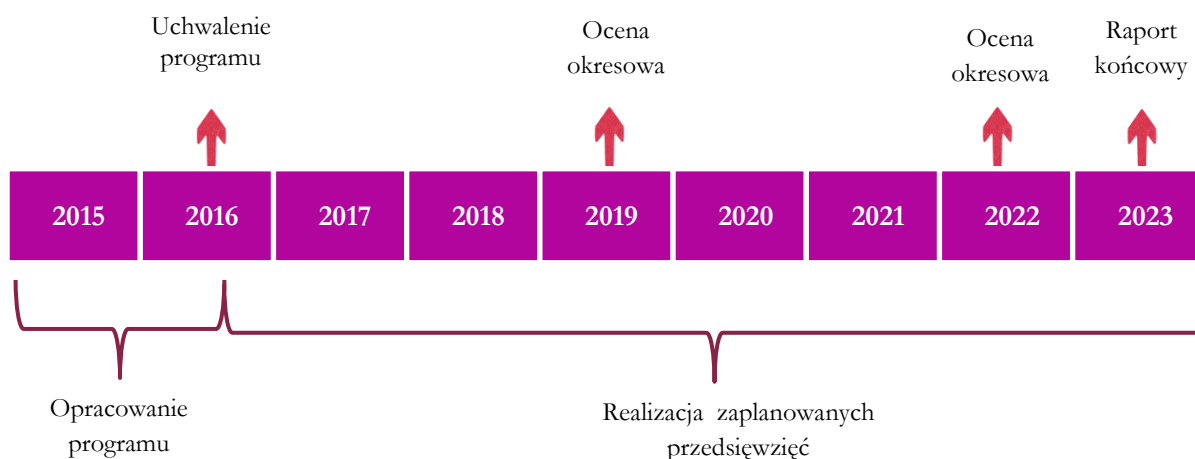 Uchwalenie
programu
Ocena
okresowa
Ocena
okresowa
Raport
końcowy
2015 2016 2017 2018 2019 2020 2021 2022 2023
Opracowanie
programu
Realizacja zaplanowanych
przedsięwzięć